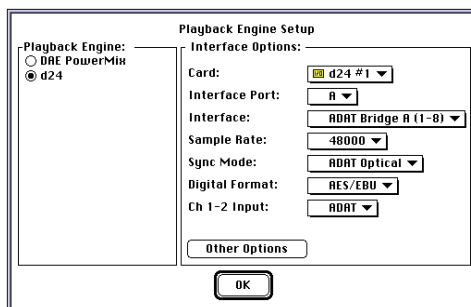 Playback Engine Setup
Playback Engine:
DAE PowerMix
d24
Interface Options:
Card: d24 #1
Interface Port: A
Interface: ADAT Bridge A (1-8)
Sample Rate: 48000
Sync Mode: ADAT Optical
Digital Format: AES/EBU
Ch 1-2 Input: ADAT
Other Options
OK